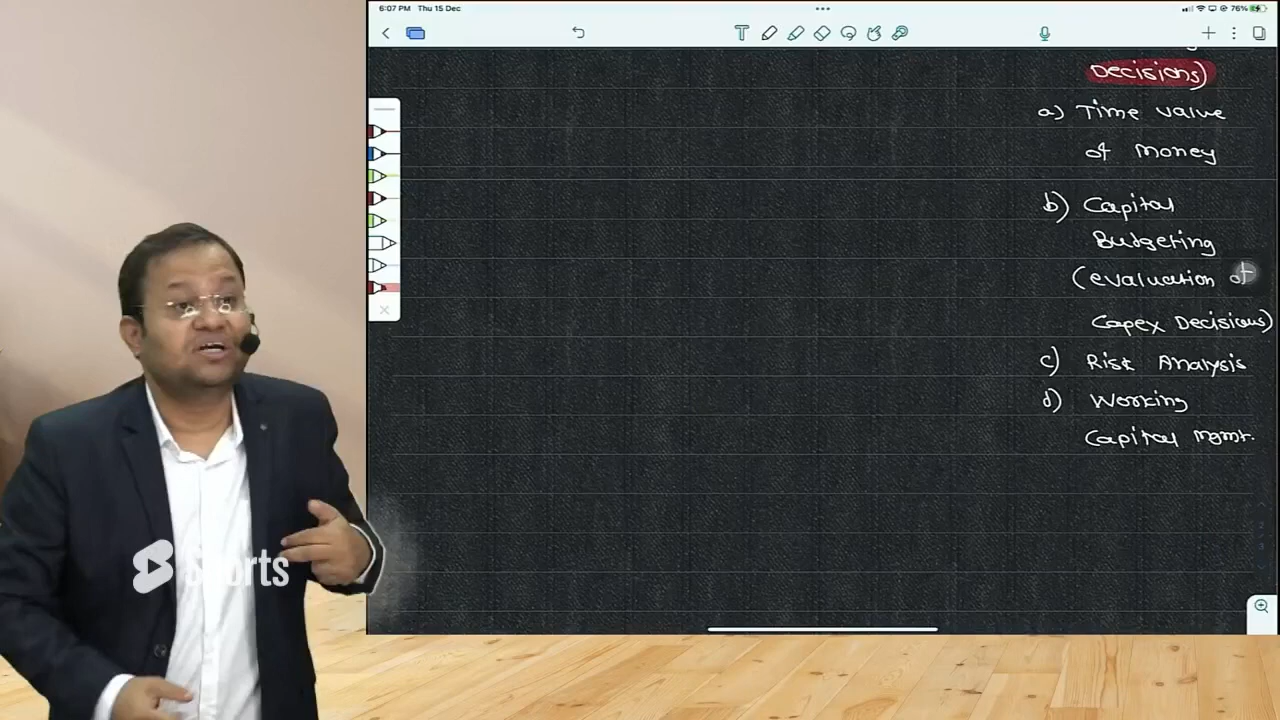 6:07 PM Thu 15 Dec
76%
T
Decisions)
a) Time value
of Money
b) Capital
Budgeting
(evaluation of
Capex Decisions)
c) Risk Analysis
d) Working
Capital Mgmt.
Shorts